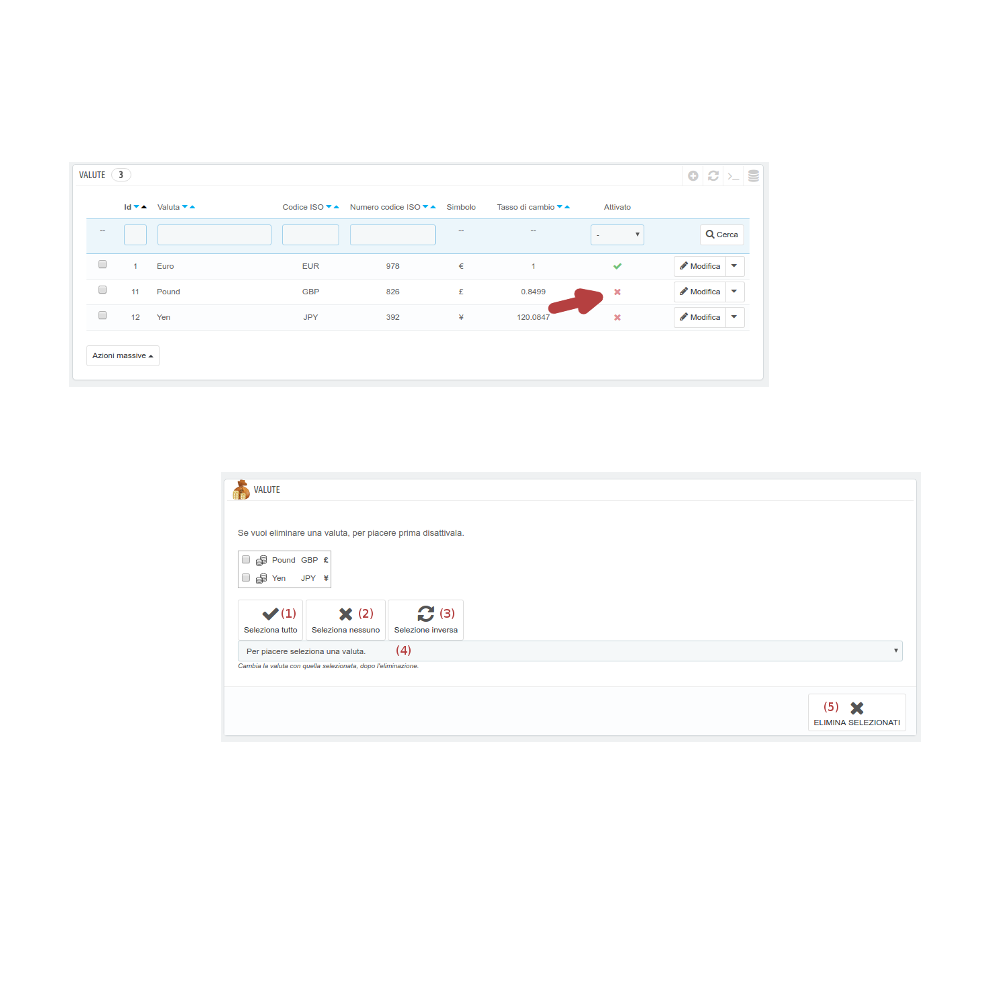 VALUTE 3
Id Valuta Codice ISO Numero codice ISO Simbolo Tasso di cambio Attivato
-- -- -- - Cerca
1 Euro EUR 978 € 1 Modifica
11 Pound GBP 826 £ 0.8499 Modifica
12 Yen JPY 392 ¥ 120.0847 Modifica
Azioni massive
VALUTE
Se vuoi eliminare una valuta, per piacere prima disattivala.
Pound GBP £
Yen JPY ¥
(1) (2) (3)
Seleziona tutto Seleziona nessuno Selezione inversa
Per piacere seleziona una valuta. (4)
Cambia la valuta con quella selezionata, dopo l'eliminazione.
(5)
ELIMINA SELEZIONATI